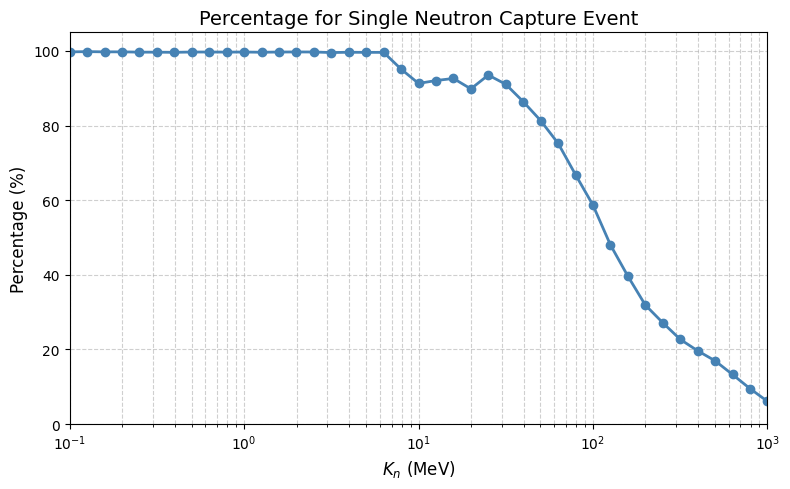 Percentage for Single Neutron Capture Event
Percentage (%)
100
80
60
40
20
0
10⁻¹ 10⁰ 10¹ 10² 10³
Kₙ (MeV)